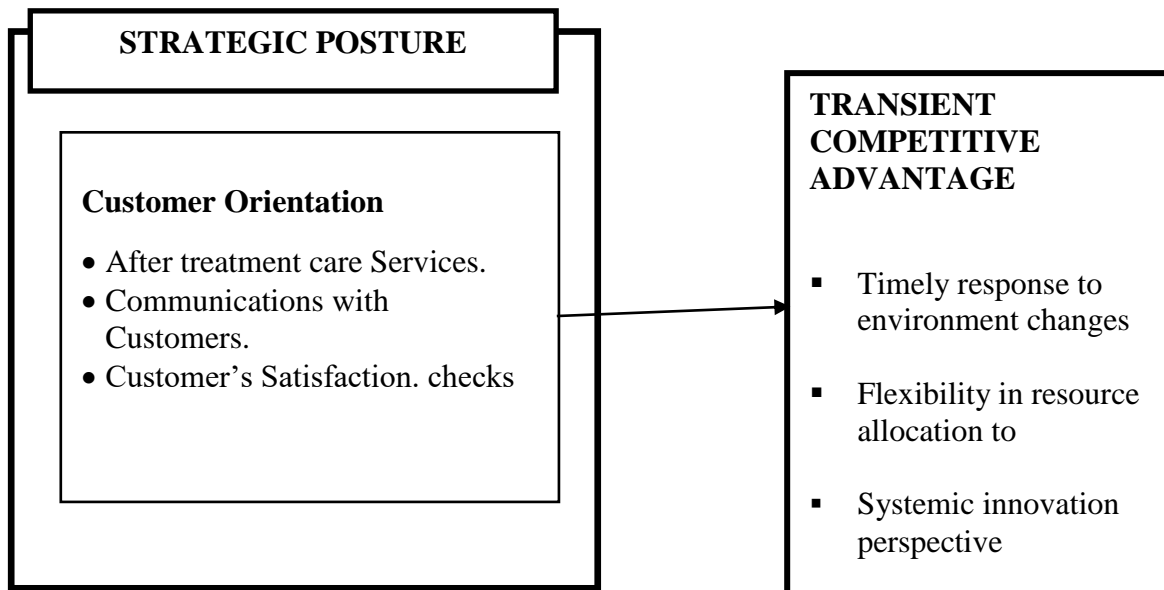 STRATEGIC POSTURE
Customer Orientation
• After treatment care Services.
• Communications with
Customers.
• Customer’s Satisfaction. checks
TRANSIENT
COMPETITIVE
ADVANTAGE
▪ Timely response to
environment changes
▪ Flexibility in resource
allocation to
▪ Systemic innovation
perspective